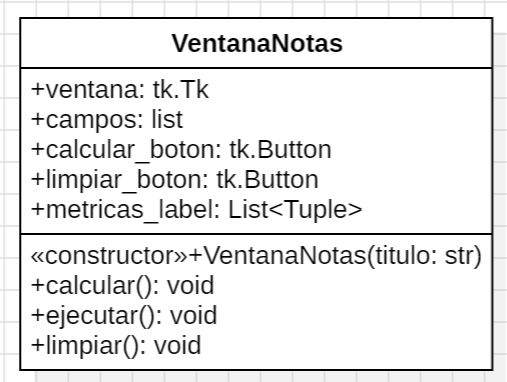 VentanaNotas
+ventana: tk.Tk
+campos: list
+calcular_boton: tk.Button
+limpiar_boton: tk.Button
+metricas_label: List<Tuple>
«constructor»+VentanaNotas(titulo: str)
+calcular(): void
+ejecutar(): void
+limpiar(): void